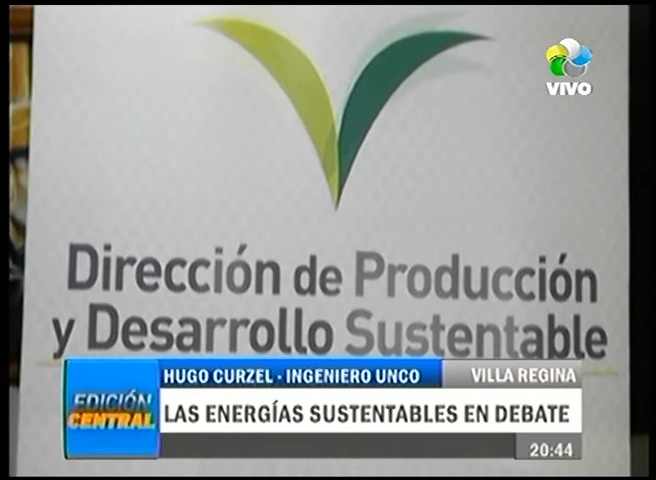 VIVO
Dirección de Producción
y Desarrollo Sustentable
HUGO CURZEL - INGENIERO UNCO
VILLA REGINA
EDICIÓN
CENTRAL
LAS ENERGÍAS SUSTENTABLES EN DEBATE
20:44